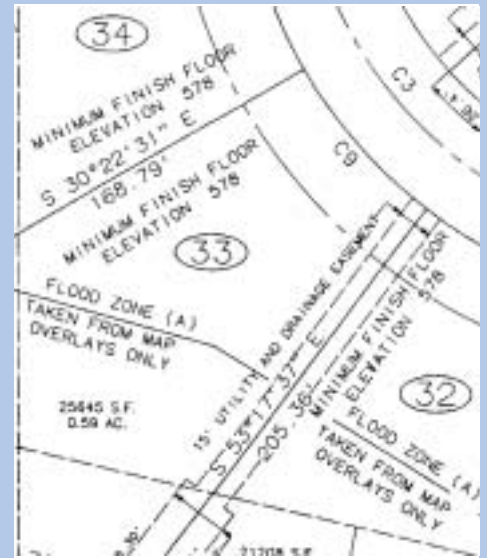 34
MINIMUM FINISH FLOOR
ELEVATION 578
S 30°22'31" E
168.79'
MINIMUM FINISH FLOOR
ELEVATION 578
33
C3
C9
FLOOD ZONE (A)
TAKEN FROM MAP
OVERLAYS ONLY
25645 S.F.
0.59 AC.
15' UTILITY AND DRAINAGE EASEMENT
S 53°17'37" E
205.36'
MINIMUM FINISH FLOOR
ELEVATION 578
32
FLOOD ZONE (A)
TAKEN FROM MAP
OVERLAYS ONLY
21208 S.F.